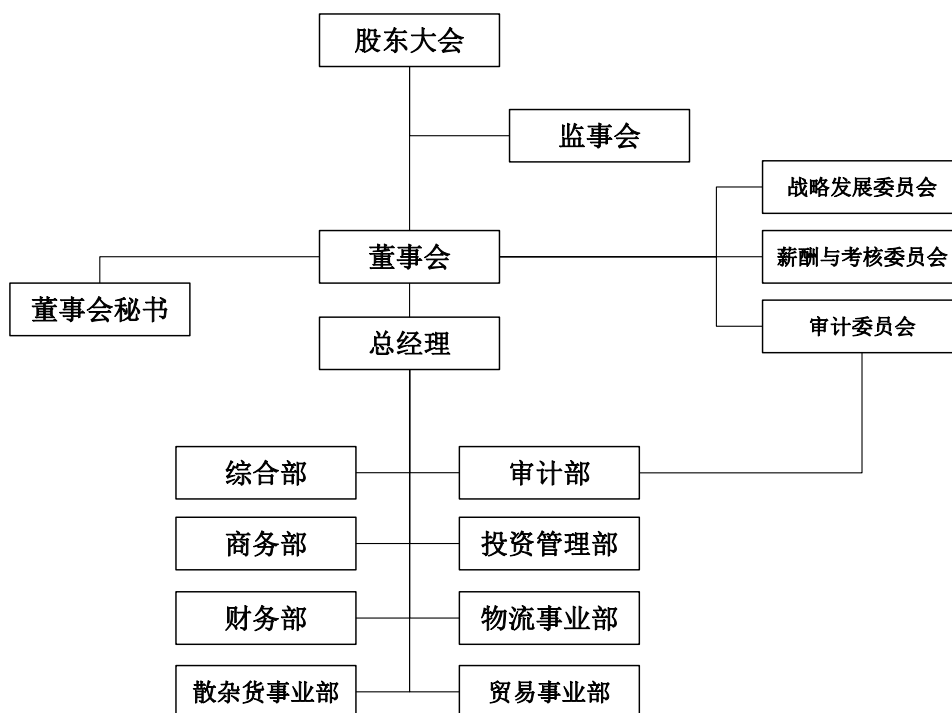 股东大会
监事会
战略发展委员会
董事会
薪酬与考核委员会
董事会秘书
审计委员会
总经理
综合部
审计部
商务部
投资管理部
财务部
物流事业部
散杂货事业部
贸易事业部